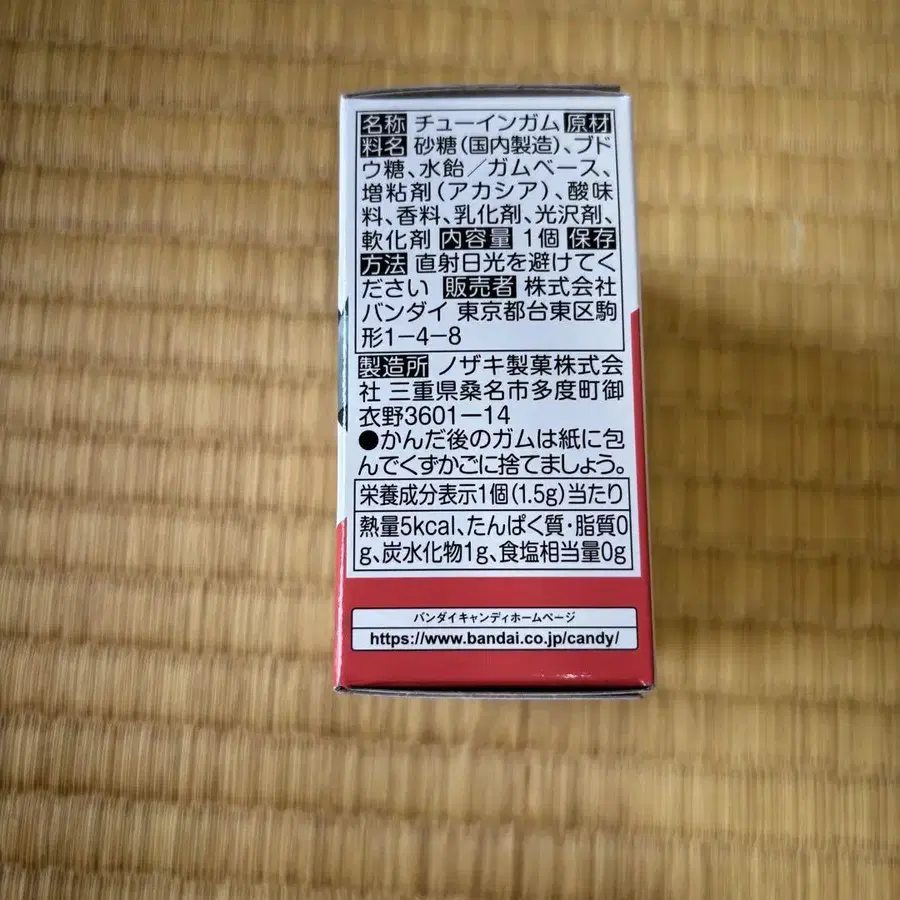 名称 チューインガム 原材
料名 砂糖(国内製造)、ブド
ウ糖、水飴/ガムベース、
増粘剤(アカシア)、酸味
料、香料、乳化剤、光沢剤、
軟化剤 内容量 1個 保存
方法 直射日光を避けてく
ださい 販売者 株式会社
バンダイ 東京都台東区駒
形1-4-8
製造所 ノザキ製菓株式会
社 三重県桑名市多度町御
衣野3601-14
●かんだ後のガムは紙に包
んでくずかごに捨てましょう。
栄養成分表示1個(1.5g)当たり
熱量5kcal、たんぱく質・脂質0
g、炭水化物1g、食塩相当量0g
バンダイキャンディホームページ
https://www.bandai.co.jp/candy/